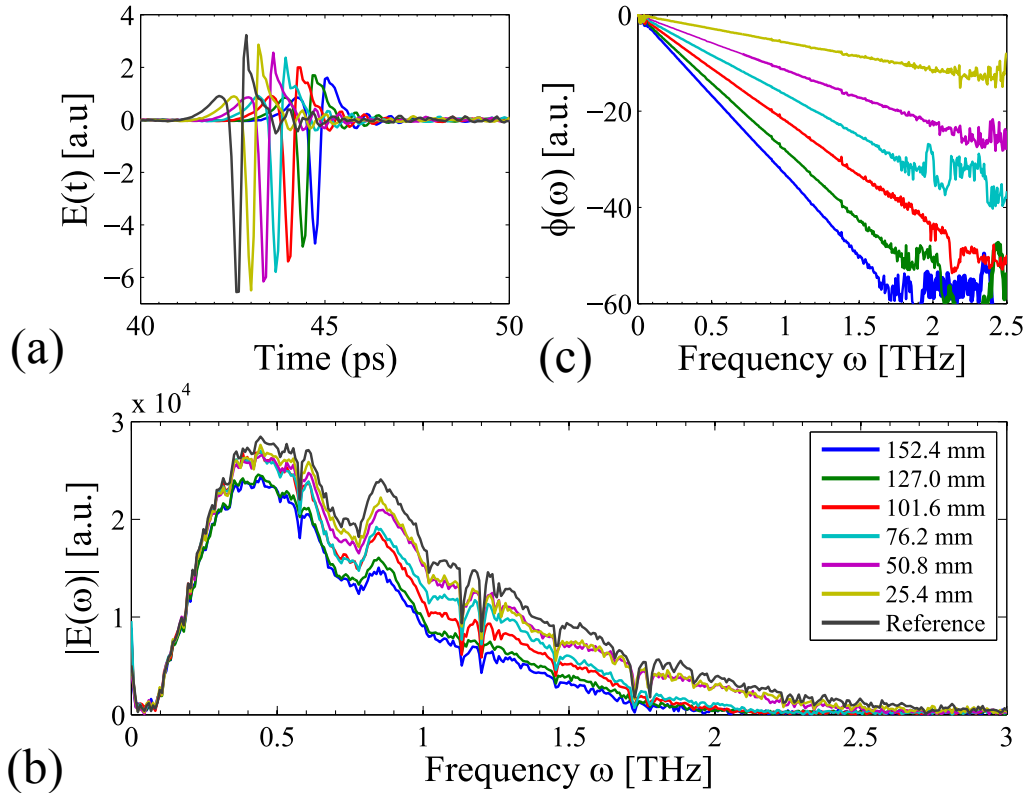 E(t) [a.u]
4
2
0
−2
−4
−6
40
45
50
Time (ps)
(a)
ϕ(ω) [a.u.]
0
−20
−40
−60
0
0.5
1
1.5
2
2.5
Frequency ω [THz]
(c)
x 10⁴
|E(ω)| [a.u.]
3
2
1
0
0
0.5
1
1.5
2
2.5
3
Frequency ω [THz]
(b)
152.4 mm
127.0 mm
101.6 mm
76.2 mm
50.8 mm
25.4 mm
Reference